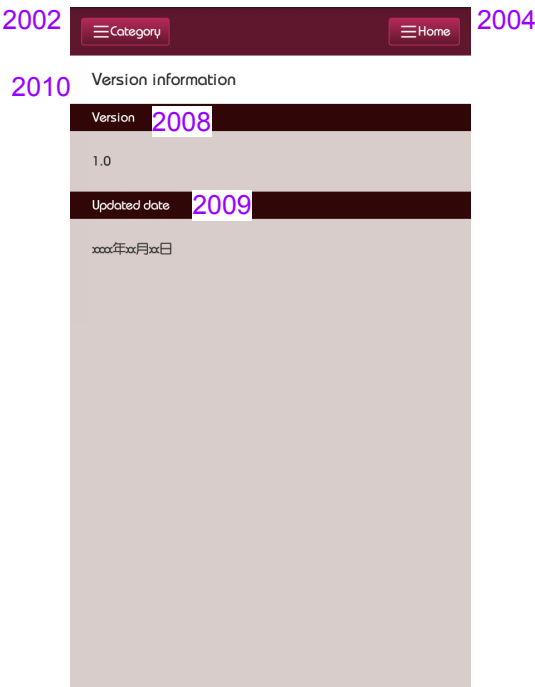 2002 Category Home 2004
2010 Version information
Version 2008
1.0
Updated date 2009
xxxx年xx月xx日